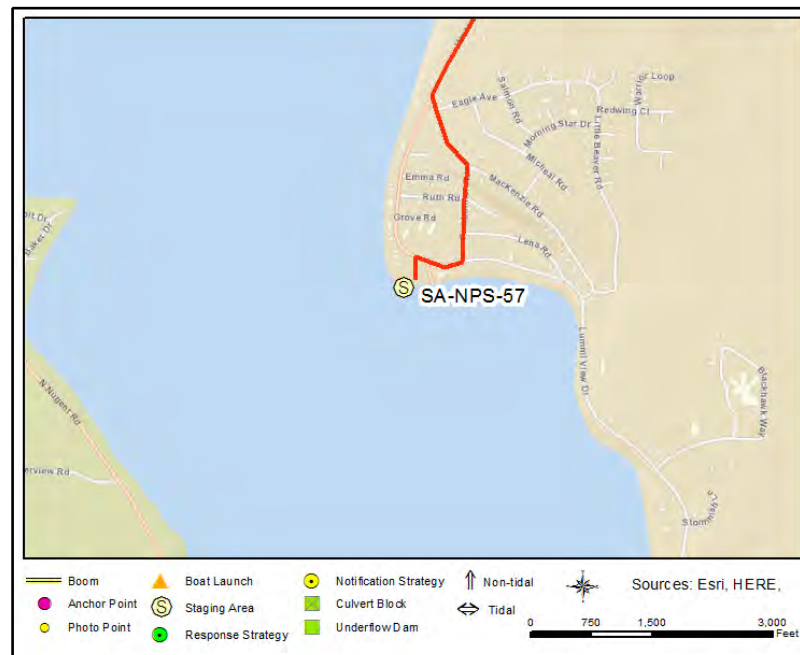 Eagle Ave
Salmon Rd
Warrior Loop
Redwing Ct
Morning Star Dr
Little Beaver Rd
Micheal Rd
Emma Rd
MacKenzie Rd
Ruth Rd
Grove Rd
Lena Rd
Baker Dr
S
SA-NPS-57
Lummi View Dr
N Nugent Rd
Blackhawk Way
erview Rd
Boom
Boat Launch
Notification Strategy
Non-tidal
Sources: Esri, HERE,
Anchor Point
S
Staging Area
Culvert Block
Tidal
Photo Point
Response Strategy
Underflow Dam
0 750 1,500 3,000
Feet